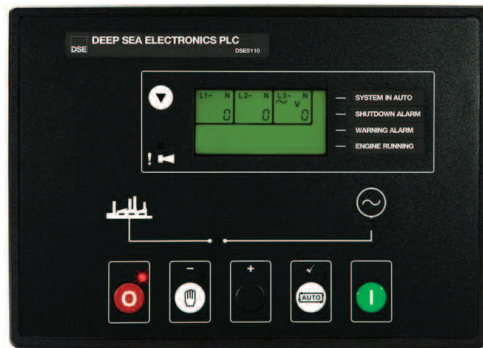 DEEP SEA ELECTRONICS PLC
DSE DSE5110
L1- N L2- N L3- N
V
0 0 0
SYSTEM IN AUTO
SHUTDOWN ALARM
WARNING ALARM
ENGINE RUNNING
!
- + ✓
O AUTO I